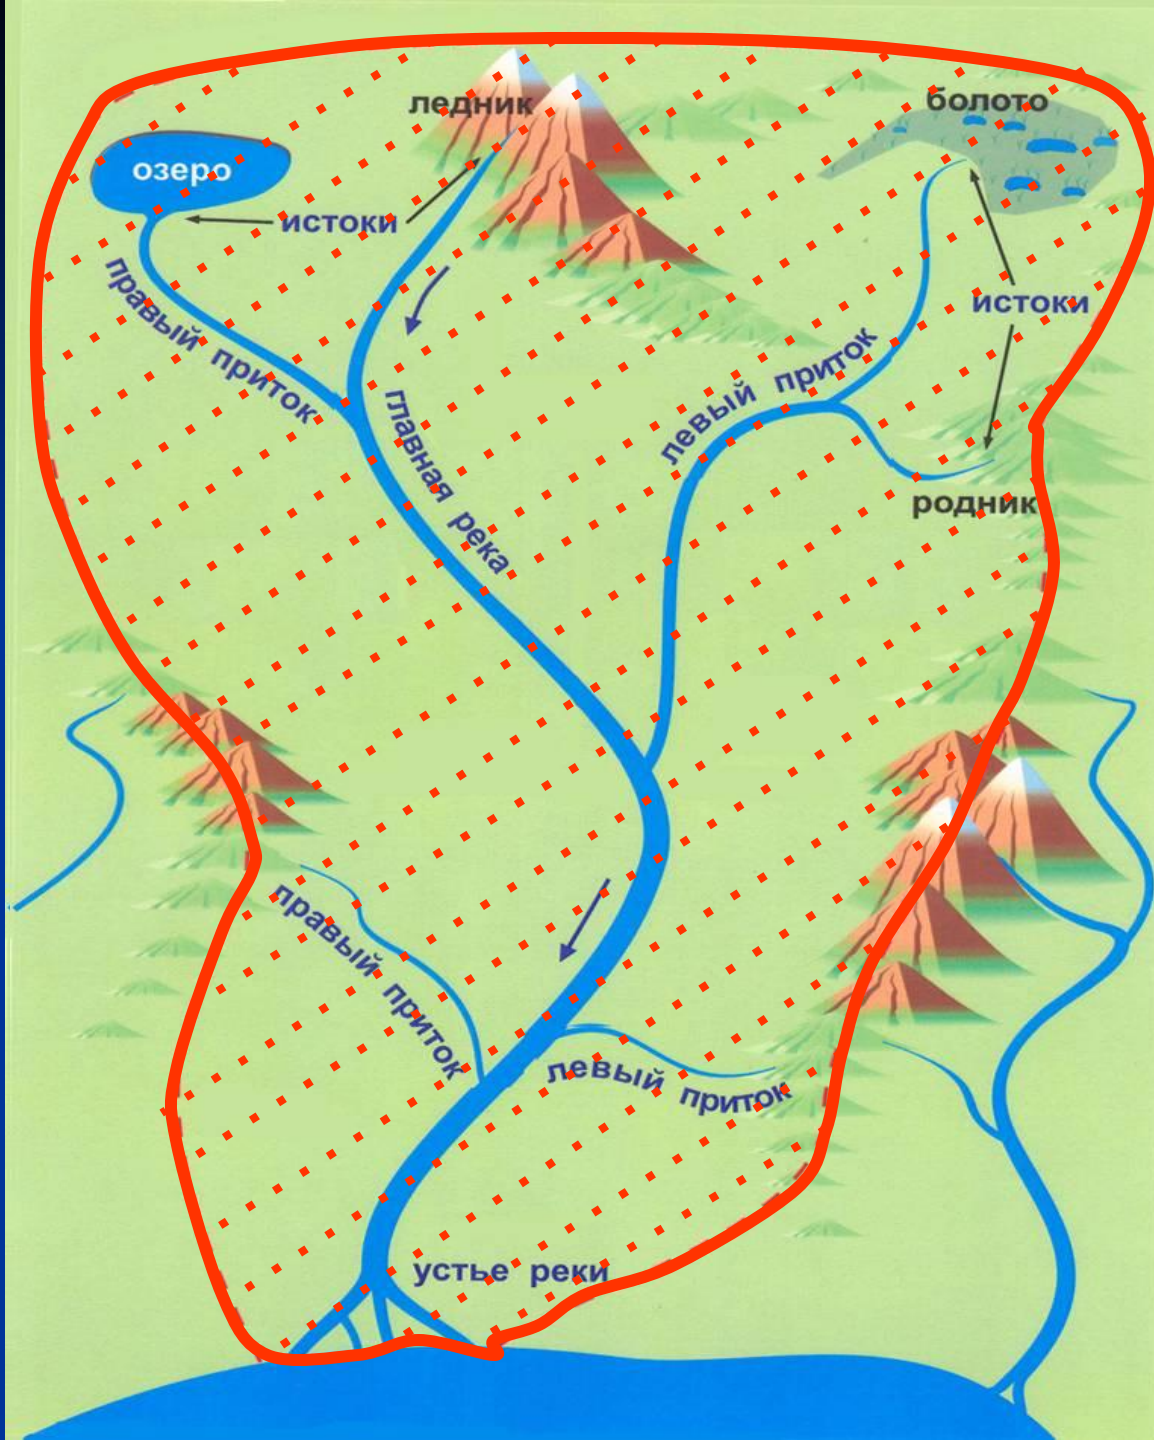 ледник
болото
озеро
истоки
истоки
правый приток
главная река
левый приток
родник
правый приток
левый приток
устье реки